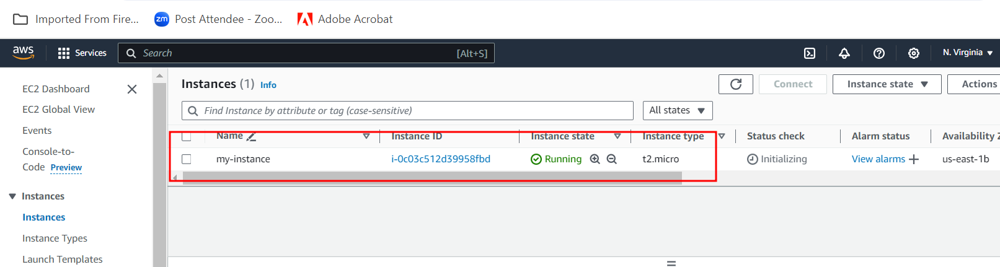 Imported From Fire... Post Attendee - Zoo... Adobe Acrobat
aws Services Search [Alt+S] N. Virginia
EC2 Dashboard
EC2 Global View
Events
Console-to-
Code Preview
Instances
Instances
Instance Types
Launch Templates
Instances (1) Info Connect Instance state Actions
Find Instance by attribute or tag (case-sensitive) All states
Name Instance ID Instance state Instance type Status check Alarm status Availability Z
my-instance i-0c03c512d39958fbd Running t2.micro Initializing View alarms us-east-1b